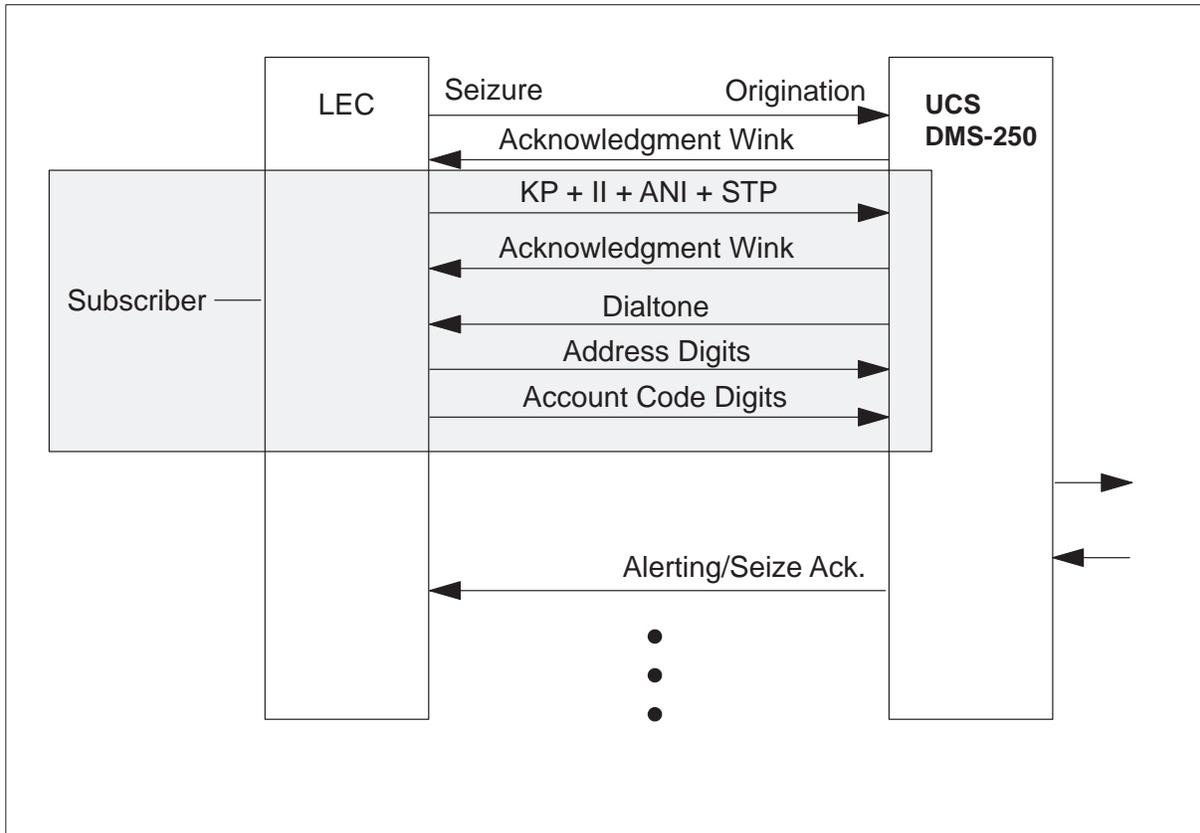 LEC
Seizure
Origination
UCS
DMS-250
Acknowledgment Wink
KP + II + ANI + STP
Acknowledgment Wink
Subscriber
Dialtone
Address Digits
Account Code Digits
Alerting/Seize Ack.